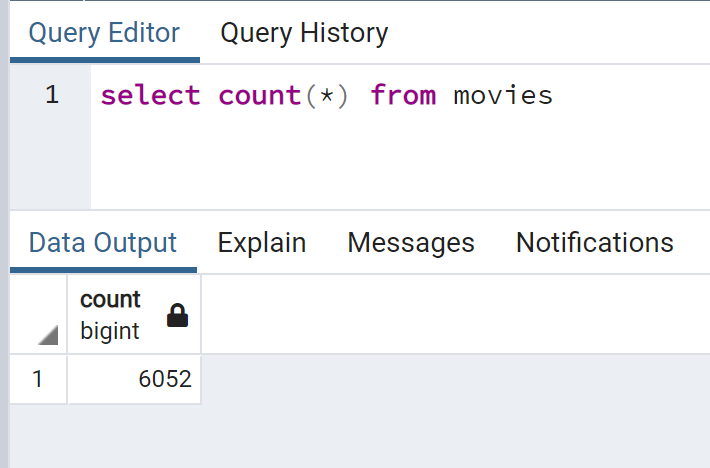 Query Editor Query History
1 select count(*) from movies
Data Output Explain Messages Notifications
count
bigint
1 6052